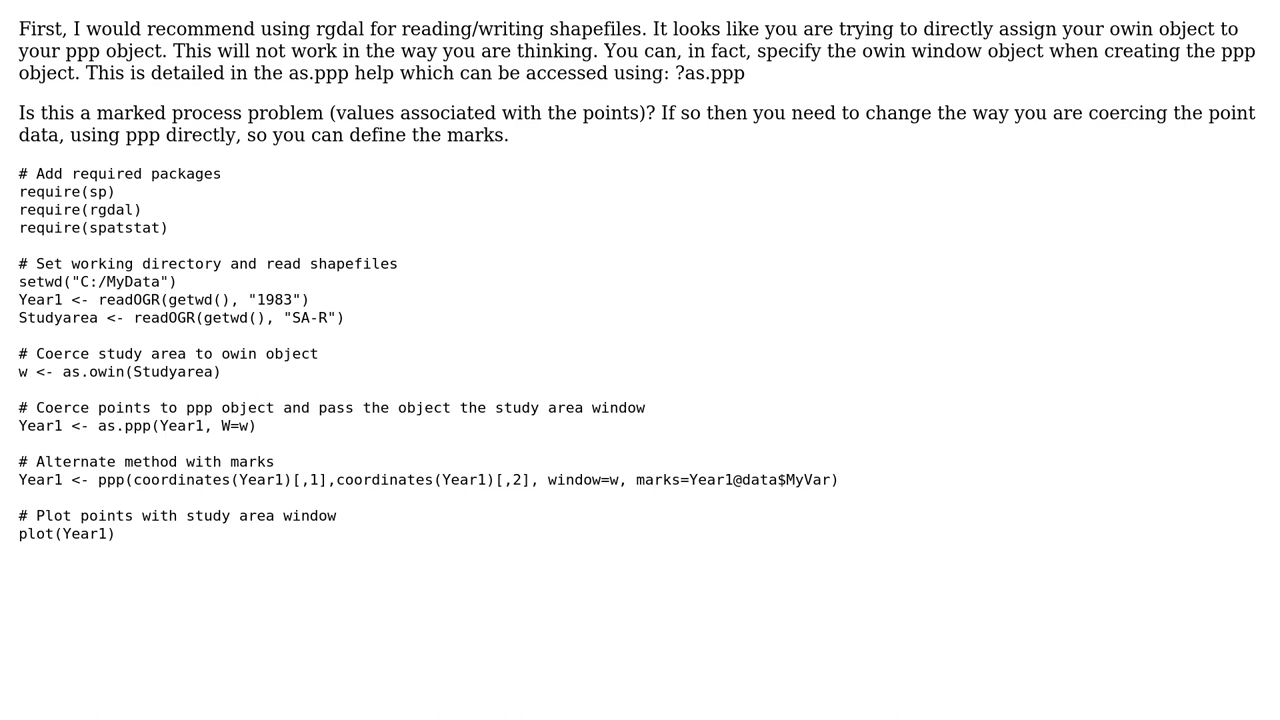 First, I would recommend using rgdal for reading/writing shapefiles. It looks like you are trying to directly assign your owin object to
your ppp object. This will not work in the way you are thinking. You can, in fact, specify the owin window object when creating the ppp
object. This is detailed in the as.ppp help which can be accessed using: ?as.ppp

Is this a marked process problem (values associated with the points)? If so then you need to change the way you are coercing the point
data, using ppp directly, so you can define the marks.

# Add required packages
require(sp)
require(rgdal)
require(spatstat)

# Set working directory and read shapefiles
setwd("C:/MyData")
Year1 <- readOGR(getwd(), "1983")
Studyarea <- readOGR(getwd(), "SA-R")

# Coerce study area to owin object
w <- as.owin(Studyarea)

# Coerce points to ppp object and pass the object the study area window
Year1 <- as.ppp(Year1, W=w)

# Alternate method with marks
Year1 <- ppp(coordinates(Year1)[,1],coordinates(Year1)[,2], window=w, marks=Year1@data$MyVar)

# Plot points with study area window
plot(Year1)